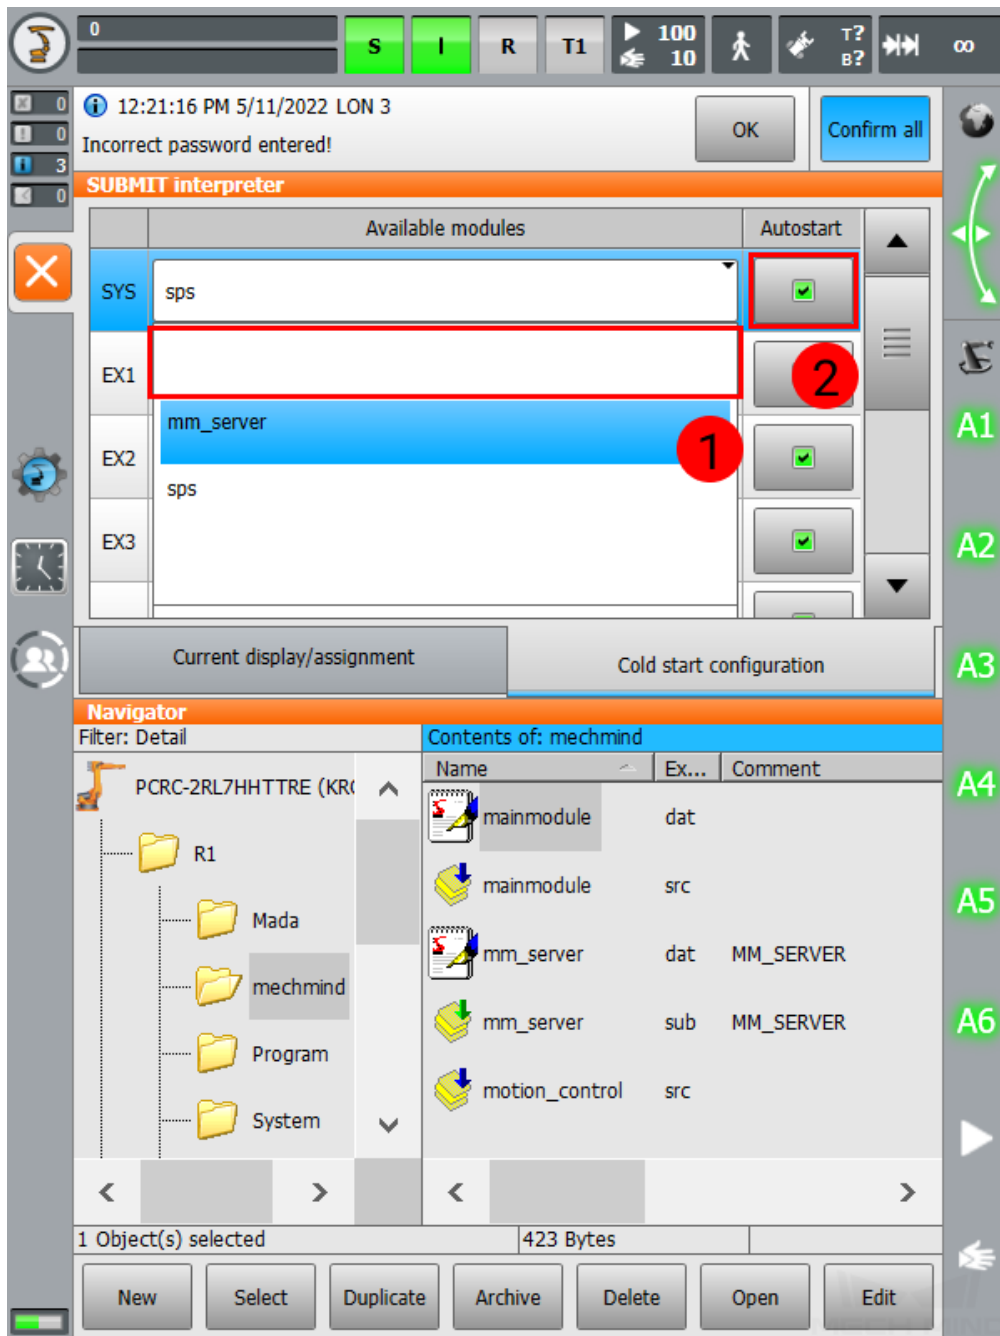 0
S
I
R
T1
100
10
T?
B?
∞
0
0
3
0
12:21:16 PM 5/11/2022 LON 3
Incorrect password entered!
OK
Confirm all
SUBMIT interpreter
Available modules
Autostart
SYS
sps
EX1
2
mm_server
1
EX2
sps
EX3
A1
A2
A3
A4
A5
A6
Current display/assignment
Cold start configuration
Navigator
Filter: Detail
Contents of: mechmind
Name
Ex...
Comment
PCRC-2RL7HHTTRE (KR
R1
Mada
mechmind
Program
System
mainmodule dat
mainmodule src
mm_server dat MM_SERVER
mm_server sub MM_SERVER
motion_control src
1 Object(s) selected
423 Bytes
New
Select
Duplicate
Archive
Delete
Open
Edit